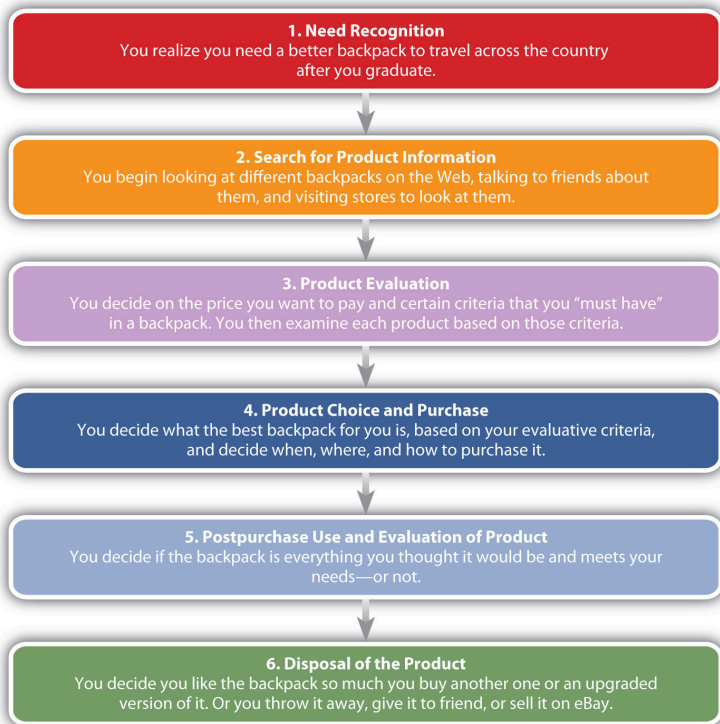 1. Need Recognition
You realize you need a better backpack to travel across the country
after you graduate.
2. Search for Product Information
You begin looking at different backpacks on the Web, talking to friends about
them, and visiting stores to look at them.
3. Product Evaluation
You decide on the price you want to pay and certain criteria that you “must have”
in a backpack. You then examine each product based on those criteria.
4. Product Choice and Purchase
You decide what the best backpack for you is, based on your evaluative criteria,
and decide when, where, and how to purchase it.
5. Postpurchase Use and Evaluation of Product
You decide if the backpack is everything you thought it would be and meets your
needs—or not.
6. Disposal of the Product
You decide you like the backpack so much you buy another one or an upgraded
version of it. Or you throw it away, give it to friend, or sell it on eBay.